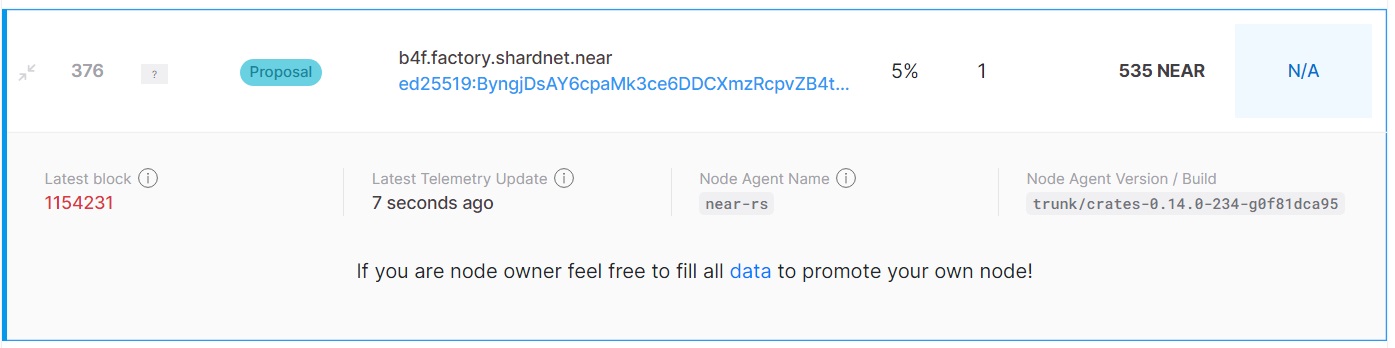 376
?
Proposal
b4f.factory.shardnet.near
ed25519:ByngjDsAY6cpaMk3ce6DDCXmzRcpvZB4t...
5%
1
535 NEAR
N/A
Latest block
1154231
Latest Telemetry Update
7 seconds ago
Node Agent Name
near-rs
Node Agent Version / Build
trunk/crates-0.14.0-234-g0f81dca95
If you are node owner feel free to fill all data to promote your own node!